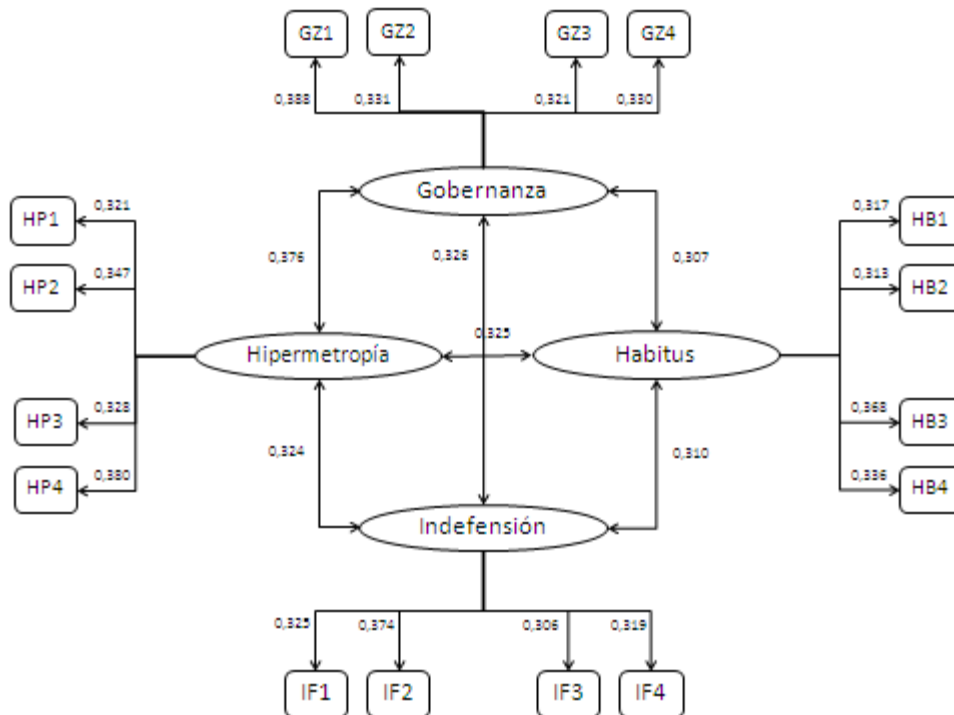 GZ1 GZ2 GZ3 GZ4
0,388 0,331 0,321 0,330
Gobernanza
HP1 0,321 0,317 HB1
HP2 0,347 0,376 0,326 0,307 0,313 HB2
Hipermetropía 0,325 Habitus
HP3 0,328 0,368 HB3
HP4 0,380 0,324 0,310 0,336 HB4
Indefensión
0,325 0,374 0,306 0,319
IF1 IF2 IF3 IF4